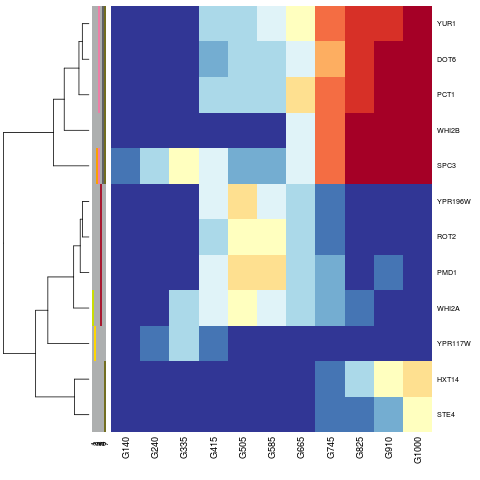 YUR1
DOT6
PCT1
WHI2B
SPC3
YPR196W
ROT2
PMD1
WHI2A
YPR117W
HXT14
STE4
G140
G240
G335
G415
G505
G585
G665
G745
G825
G910
G1000